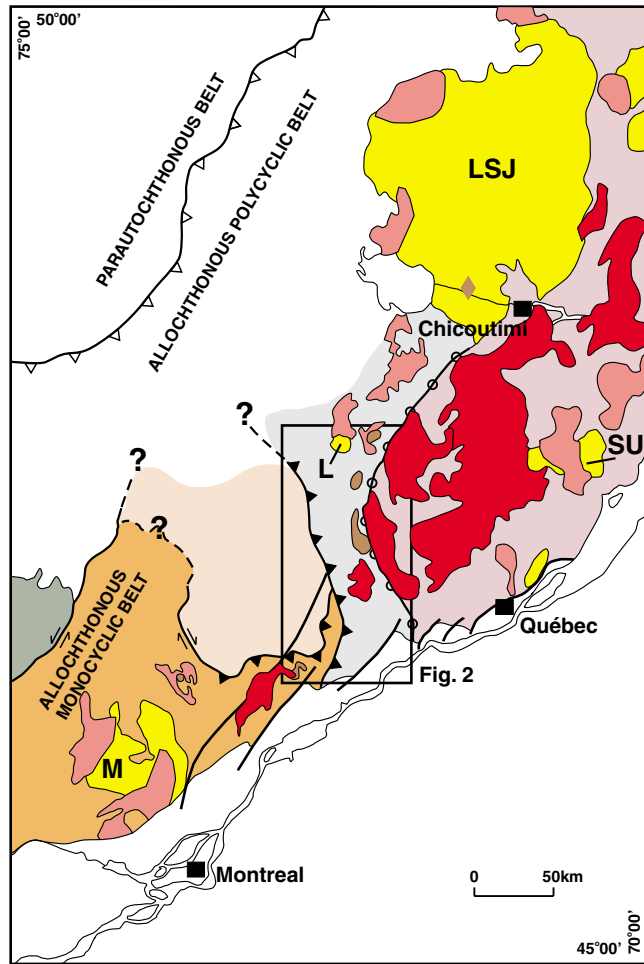 75°00'
50°00'
PARAUTOCHTHONOUS BELT
ALLOCHTHONOUS POLYCYCLIC BELT
LSJ
Chicoutimi
?
L
SU
?
?
ALLOCHTHONOUS
MONOCYCLIC BELT
Québec
Fig. 2
M
Montreal
0 50km
45°00'
70°00'